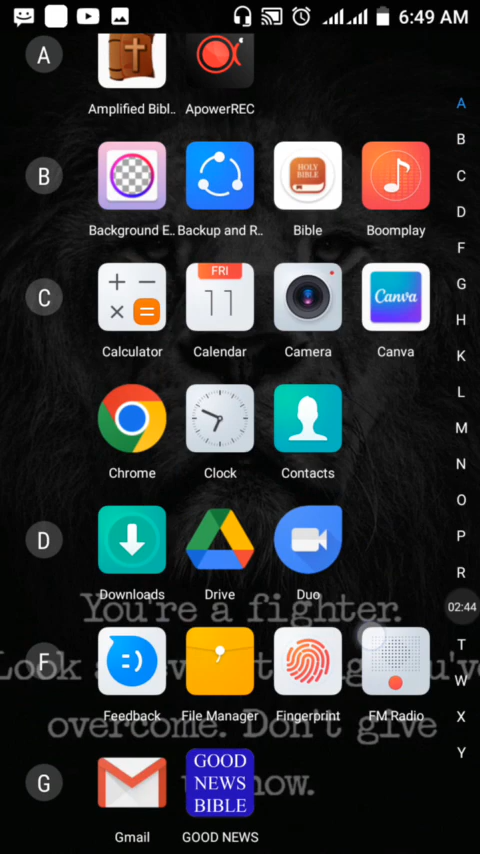 6:49 AM
A
Amplified Bibl.. ApowerREC
A
B
HOLY BIBLE
B
Background E.. Backup and R.. Bible Boomplay
C
D
FRI
F
C
11
Canva
G
Calculator Calendar Camera Canva
H
K
L
M
Chrome Clock Contacts
N
O
D
P
R
Downloads Drive Duo
02:44
You're a fighter.
T
F
Look
W
Feedback File Manager Fingerprint FM Radio
X
overcome. Don't give
Y
GOOD
G
NEWS
now.
BIBLE
Gmail GOOD NEWS